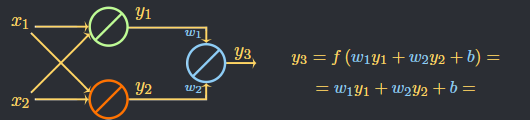 x₁ y₁
w₁
y₃ y₃ = f (w₁y₁ + w₂y₂ + b) =
w₂ = w₁y₁ + w₂y₂ + b =
x₂ y₂